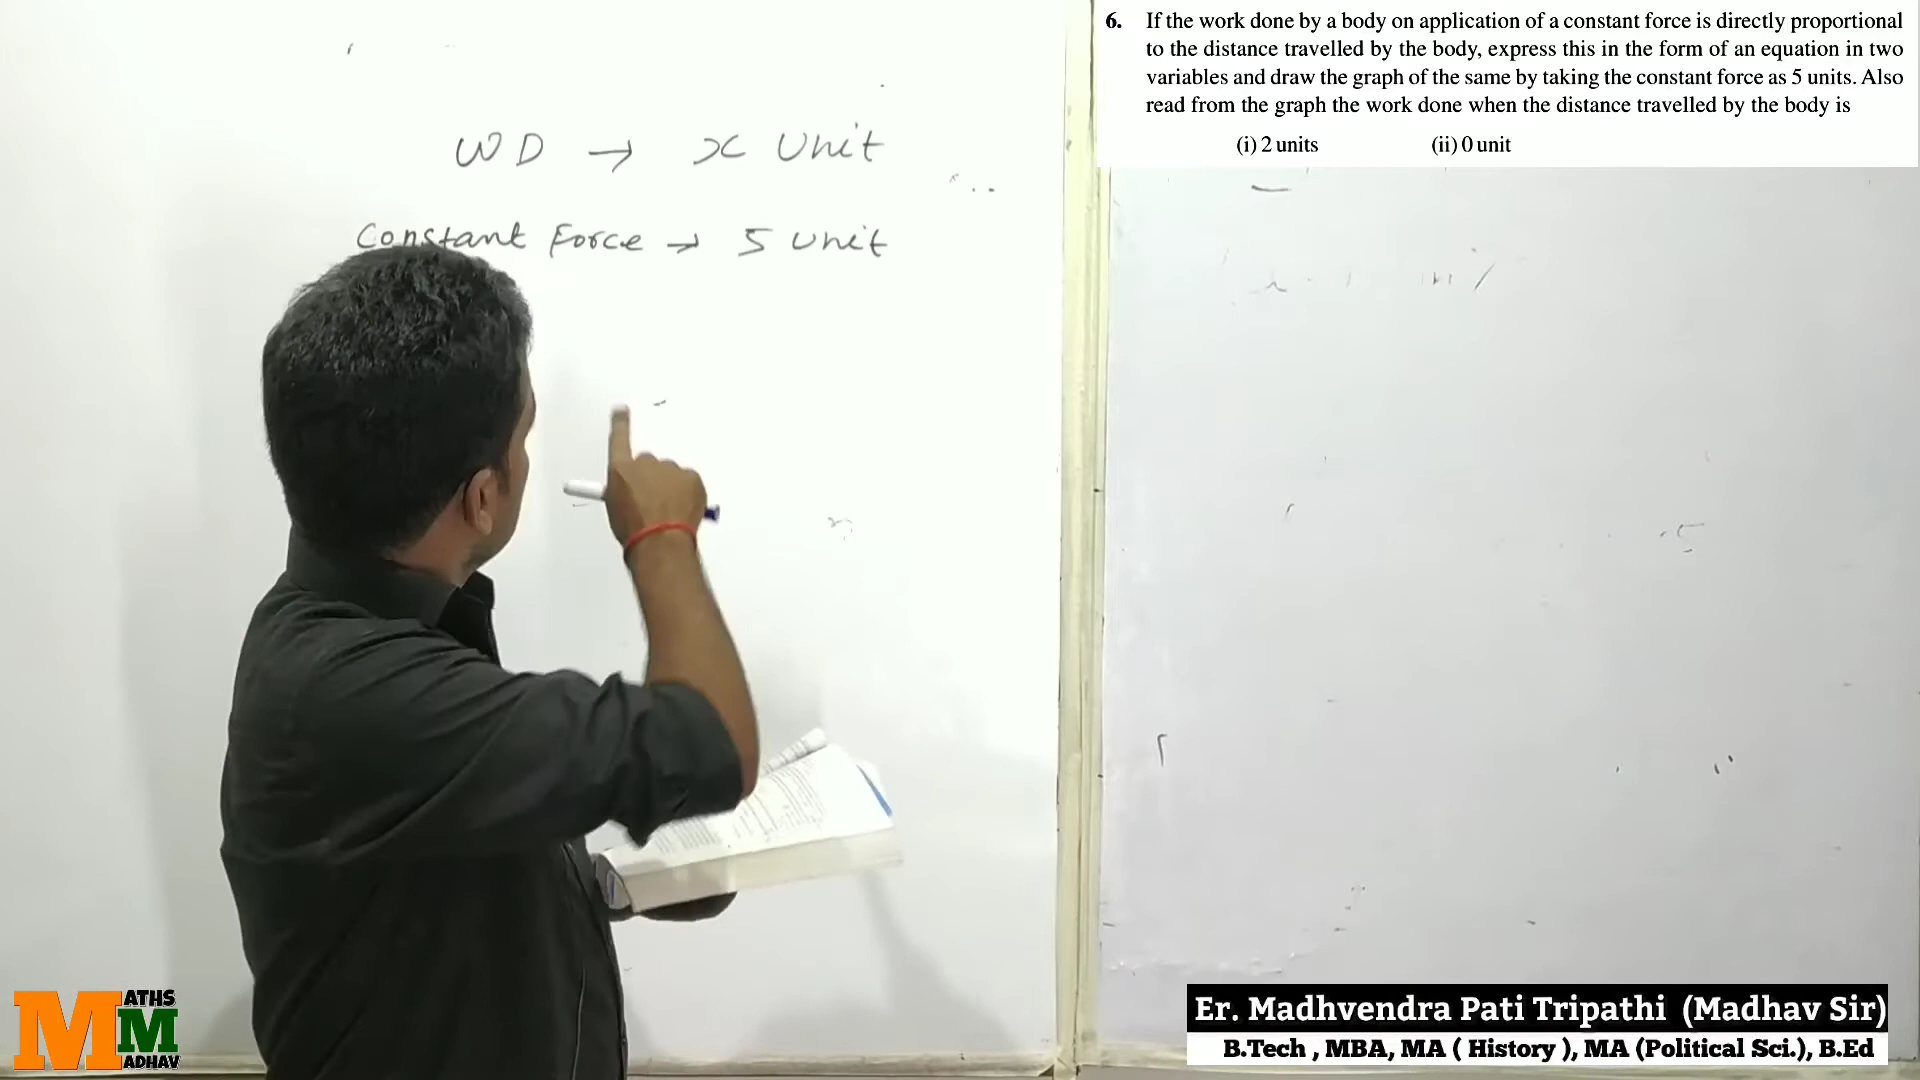 WD → x Unit
Constant Force → 5 Unit
6. If the work done by a body on application of a constant force is directly proportional
to the distance travelled by the body, express this in the form of an equation in two
variables and draw the graph of the same by taking the constant force as 5 units. Also
read from the graph the work done when the distance travelled by the body is
(i) 2 units (ii) 0 unit
MATHS
MADHAV
Er. Madhvendra Pati Tripathi (Madhav Sir)
B.Tech , MBA, MA ( History ), MA (Political Sci.), B.Ed